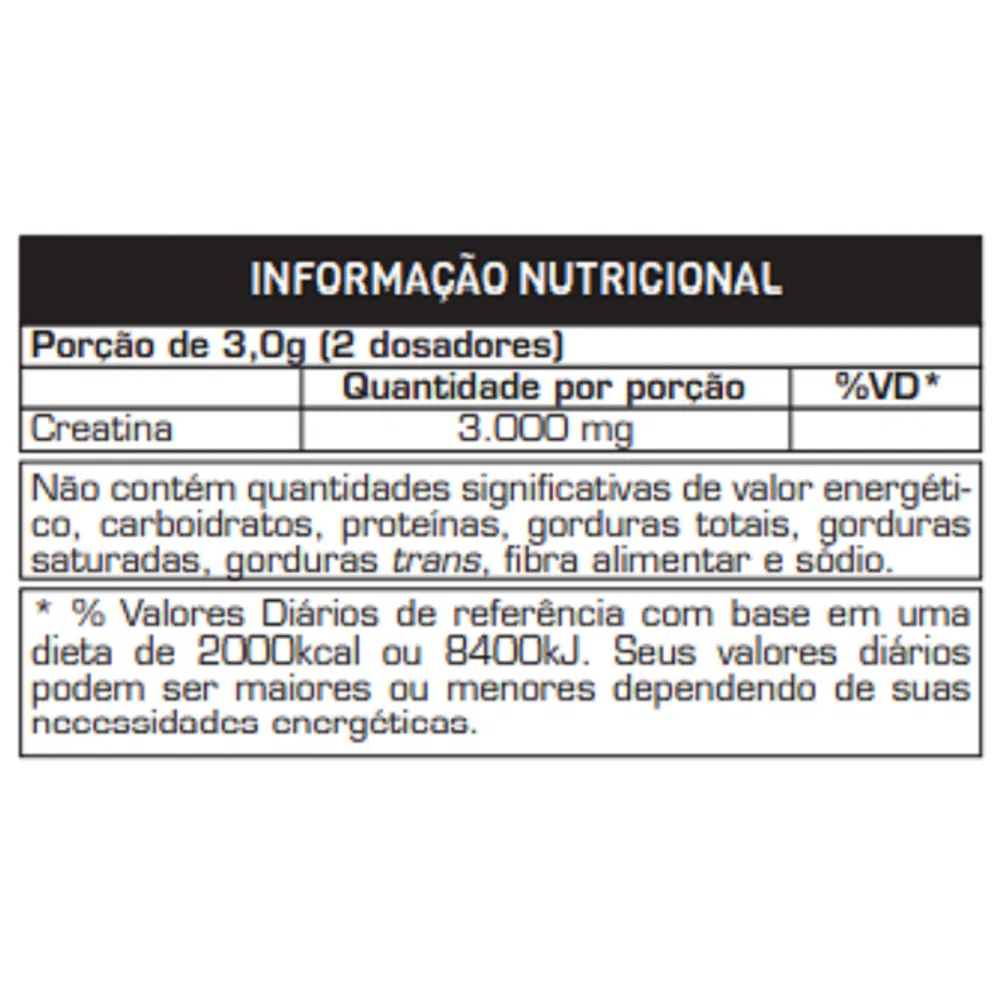 INFORMAÇÃO NUTRICIONAL
Porção de 3,0g (2 dosadores)
Quantidade por porção %VD*
Creatina 3.000 mg
Não contém quantidades significativas de valor energéti-
co, carboidratos, proteínas, gorduras totais, gorduras
saturadas, gorduras trans, fibra alimentar e sódio.
* % Valores Diários de referência com base em uma
dieta de 2000kcal ou 8400kJ. Seus valores diários
podem ser maiores ou menores dependendo de suas
necessidades energéticas.